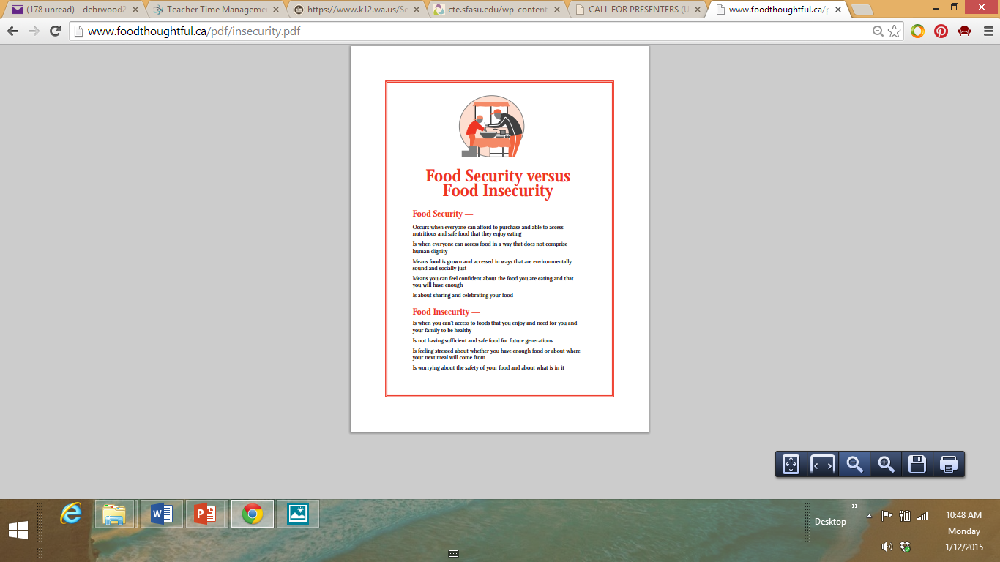 (178 unread) - debrwood2
Teacher Time Manageme
https://www.k12.wa.us/Se
cte.sfasu.edu/wp-content
CALL FOR PRESENTERS (U
www.foodthoughtful.ca/p
www.foodthoughtful.ca/pdf/insecurity.pdf
Food Security versus
Food Insecurity
Food Security —
Occurs when everyone can afford to purchase and able to access
nutritious and safe food that they enjoy eating
Is when everyone can access food in a way that does not comprise
human dignity
Means food is grown and accessed in ways that are environmentally
sound and socially just
Means you can feel confident about the food you are eating and that
you will have enough
Is about sharing and celebrating your food
Food Insecurity —
Is when you can't access to foods that you enjoy and need for you and
your family to be healthy
Is not having sufficient and safe food for future generations
Is feeling stressed about whether you have enough food or about where
your next meal will come from
Is worrying about the safety of your food and about what is in it
Desktop
10:48 AM
Monday
1/12/2015